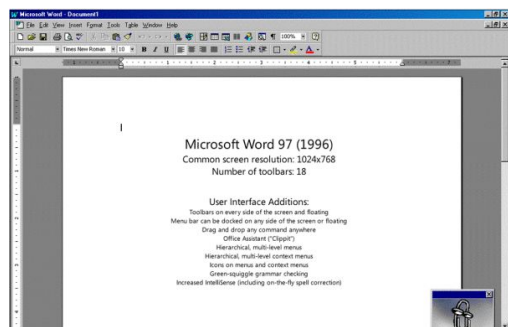 Microsoft Word - Document1
File Edit View Insert Format Tools Table Window Help
100%
Normal Times New Roman 10 B I U
Microsoft Word 97 (1996)
Common screen resolution: 1024x768
Number of toolbars: 18
User Interface Additions:
Toolbars on every side of the screen and floating
Menu bar can be docked on any side of the screen or floating
Drag and drop any command anywhere
Office Assistant ("Clippit")
Hierarchical, multi-level menus
Hierarchical, multi-level context menus
Icons on menus and context menus
Green-squiggle grammar checking
Increased IntelliSense (including on-the-fly spell correction)